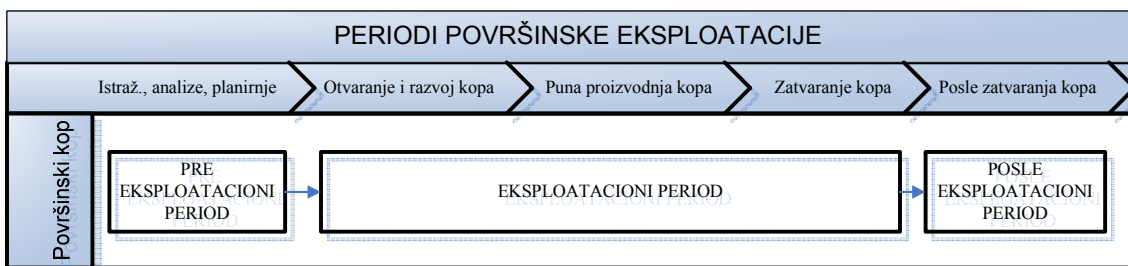 PERIODI POVRŠINSKE EKSPLOATACIJE
Istraž., analize, planirnje
Otvaranje i razvoj kopa
Puna proizvodnja kopa
Zatvaranje kopa
Posle zatvaranja kopa
Površinski kop
PRE
EKSPLOATACIONI
PERIOD
EKSPLOATACIONI PERIOD
POSLE
EKSPLOATACIONI
PERIOD